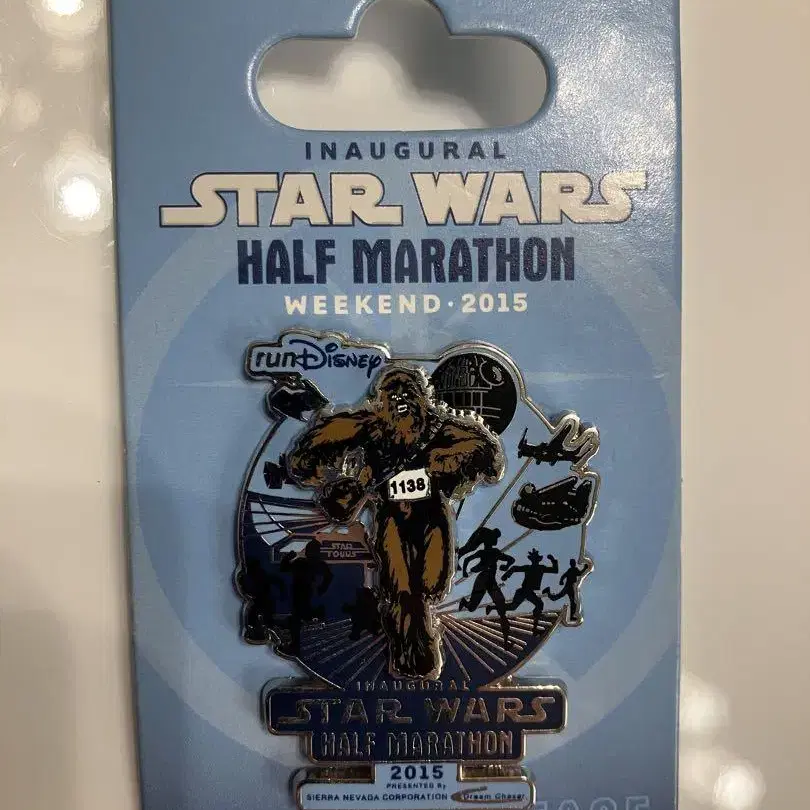 INAUGURAL
STAR WARS
HALF MARATHON
WEEKEND · 2015
runDisney
1138
STAR
TOURS
INAUGURAL
STAR WARS
HALF MARATHON
2015
PRESENTED By
SIERRA NEVADA CORPORATION Dream Chaser